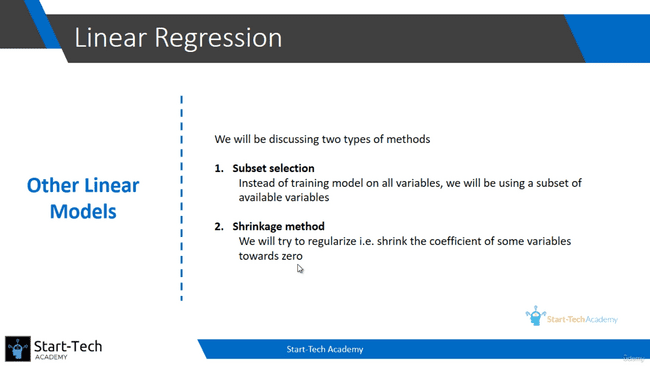 Linear Regression
Other Linear
Models
We will be discussing two types of methods
1. Subset selection
Instead of training model on all variables, we will be using a subset of
available variables
2. Shrinkage method
We will try to regularize i.e. shrink the coefficient of some variables
towards zero
Start-TechAcademy
Start-Tech
ACADEMY
Start-Tech Academy
Udemy